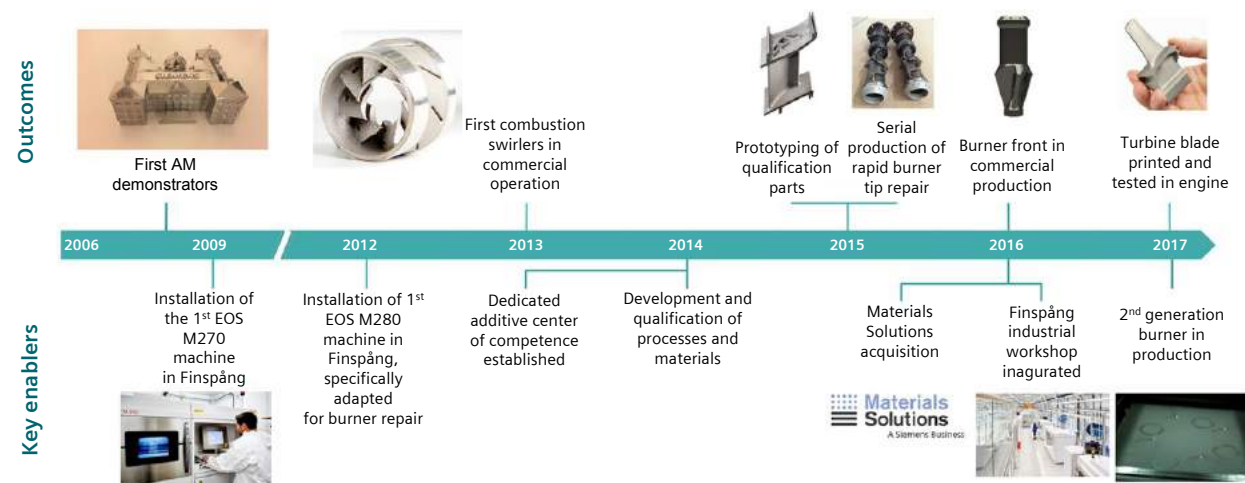 Outcomes
First AM
demonstrators
First combustion
swirlers in
commercial
operation
Prototyping of
qualification
parts
Serial
production of
rapid burner
tip repair
Burner front in
commercial
production
Turbine blade
printed and
tested in engine
2006
2009
2012
2013
2014
2015
2016
2017
Key enablers
Installation of
the 1st EOS
M270
machine
in Finspång
Installation of 1st
EOS M280
machine in
Finspång,
specifically
adapted
for burner repair
Dedicated
additive center
of competence
established
Development and
qualification of
processes and
materials
Materials
Solutions
acquisition
Finspång
industrial
workshop
inagurated
2nd generation
burner in
production
Materials
Solutions
A Siemens Business